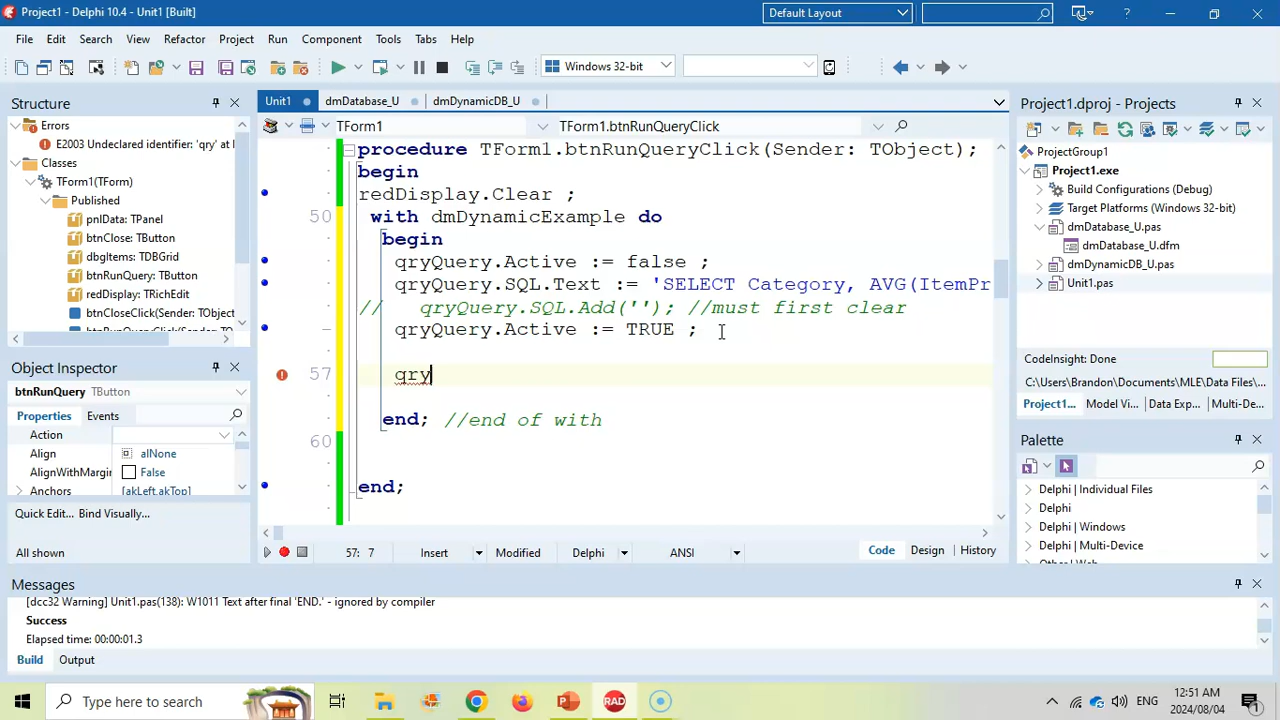 Project1 - Delphi 10.4 - Unit1 [Built]
Default Layout
File Edit Search View Refactor Project Run Component Tools Tabs Help
Windows 32-bit
Structure
Errors
E2003 Undeclared identifier: 'qry' at l
Classes
TForm1(TForm)
Published
pnlData: TPanel
btnClose: TButton
dbgItems: TDBGrid
btnRunQuery: TButton
redDisplay: TRichEdit
btnCloseClick(Sender: TObject
btnRunQueryClick(Sender: TO
Object Inspector
btnRunQuery TButton
Properties Events
Action
Align alNone
AlignWithMargin False
Anchors [akLeft,akTop]
Quick Edit... Bind Visually...
All shown
Unit1 dmDatabase_U dmDynamicDB_U
TForm1 TForm1.btnRunQueryClick
procedure TForm1.btnRunQueryClick(Sender: TObject);
begin
redDisplay.Clear ;
50 with dmDynamicExample do
begin
qryQuery.Active := false ;
qryQuery.SQL.Text := 'SELECT Category, AVG(ItemPr
// qryQuery.SQL.Add(''); //must first clear
qryQuery.Active := TRUE ;
57 qry
end; //end of with
60
end;
57: 7 Insert Modified Delphi ANSI Code Design History
Project1.dproj - Projects
ProjectGroup1
Project1.exe
Build Configurations (Debug)
Target Platforms (Windows 32-bit)
dmDatabase_U.pas
dmDatabase_U.dfm
dmDynamicDB_U.pas
Unit1.pas
CodeInsight: Done
C:\Users\Brandon\Documents\MLE\Data Files\...
Project1... Model Vi... Data Exp... Multi-De...
Palette
Delphi | Individual Files
Delphi
Delphi | Windows
Delphi | Multi-Device
Other | Web
Messages
[dcc32 Warning] Unit1.pas(138): W1011 Text after final 'END.' - ignored by compiler
Success
Elapsed time: 00:00:01.3
Build Output
Type here to search
RAD
ENG
12:51 AM
2024/08/04